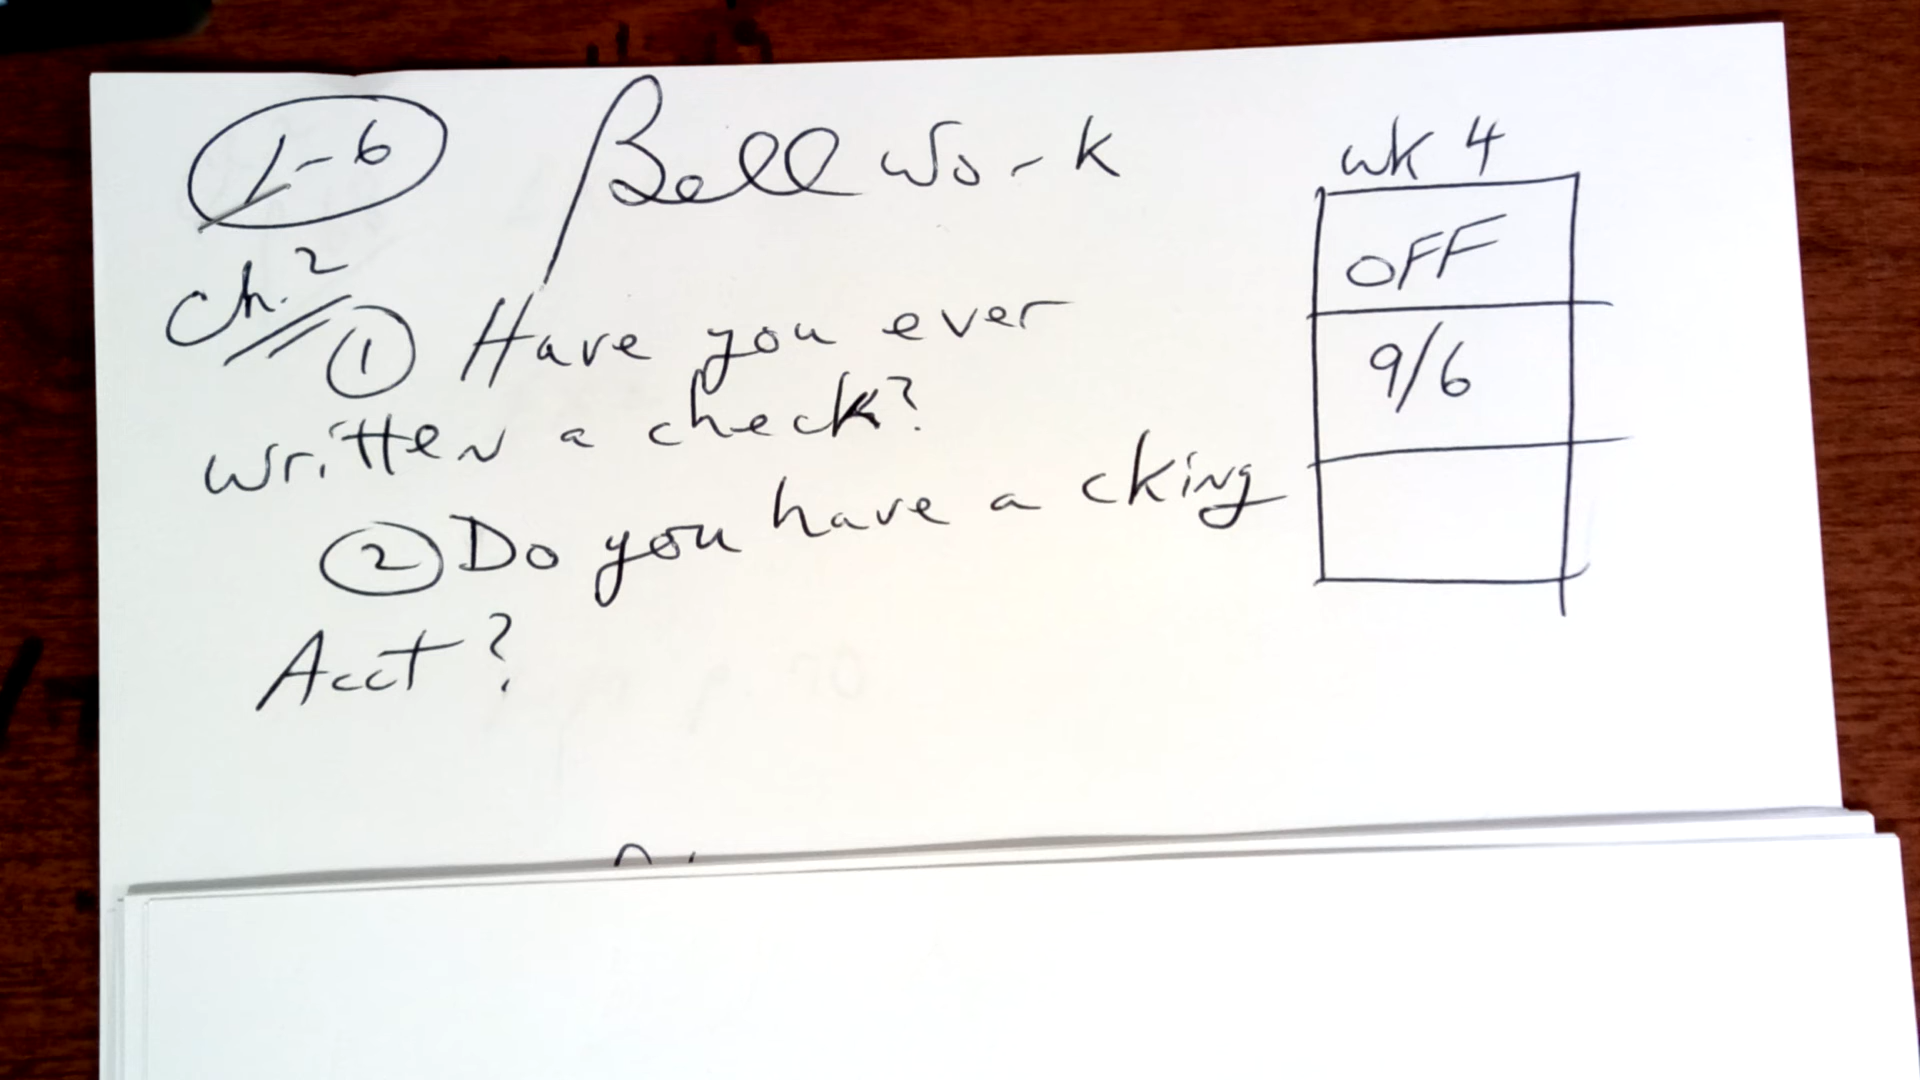 1-6 Bell Work
Ch. 2
① Have you ever
written a check?
② Do you have a cking
Acct?
wk 4
OFF
9/6